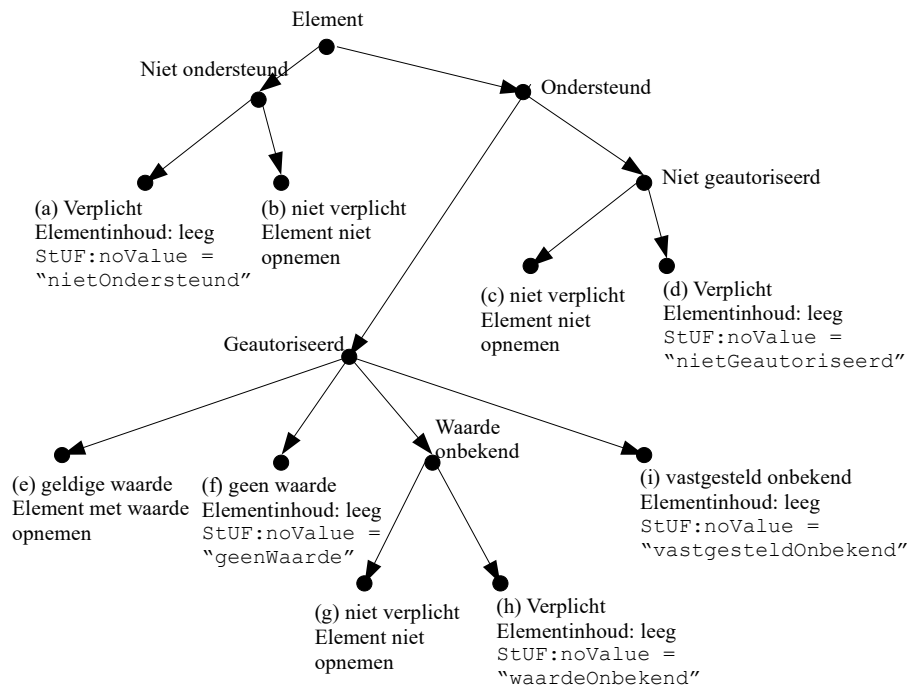 Element
Niet ondersteund
Ondersteund
Niet geautoriseerd
(a) Verplicht
Elementinhoud: leeg
StUF:noValue =
“nietOndersteund”
(b) niet verplicht
Element niet
opnemen
(c) niet verplicht
Element niet
opnemen
(d) Verplicht
Elementinhoud: leeg
StUF:noValue =
“nietGeautoriseerd”
Geautoriseerd
Waarde
onbekend
(e) geldige waarde
Element met waarde
opnemen
(f) geen waarde
Elementinhoud: leeg
StUF:noValue =
“geenWaarde”
(i) vastgesteld onbekend
Elementinhoud: leeg
StUF:noValue =
“vastgesteldOnbekend”
(g) niet verplicht
Element niet
opnemen
(h) Verplicht
Elementinhoud: leeg
StUF:noValue =
“waardeOnbekend”